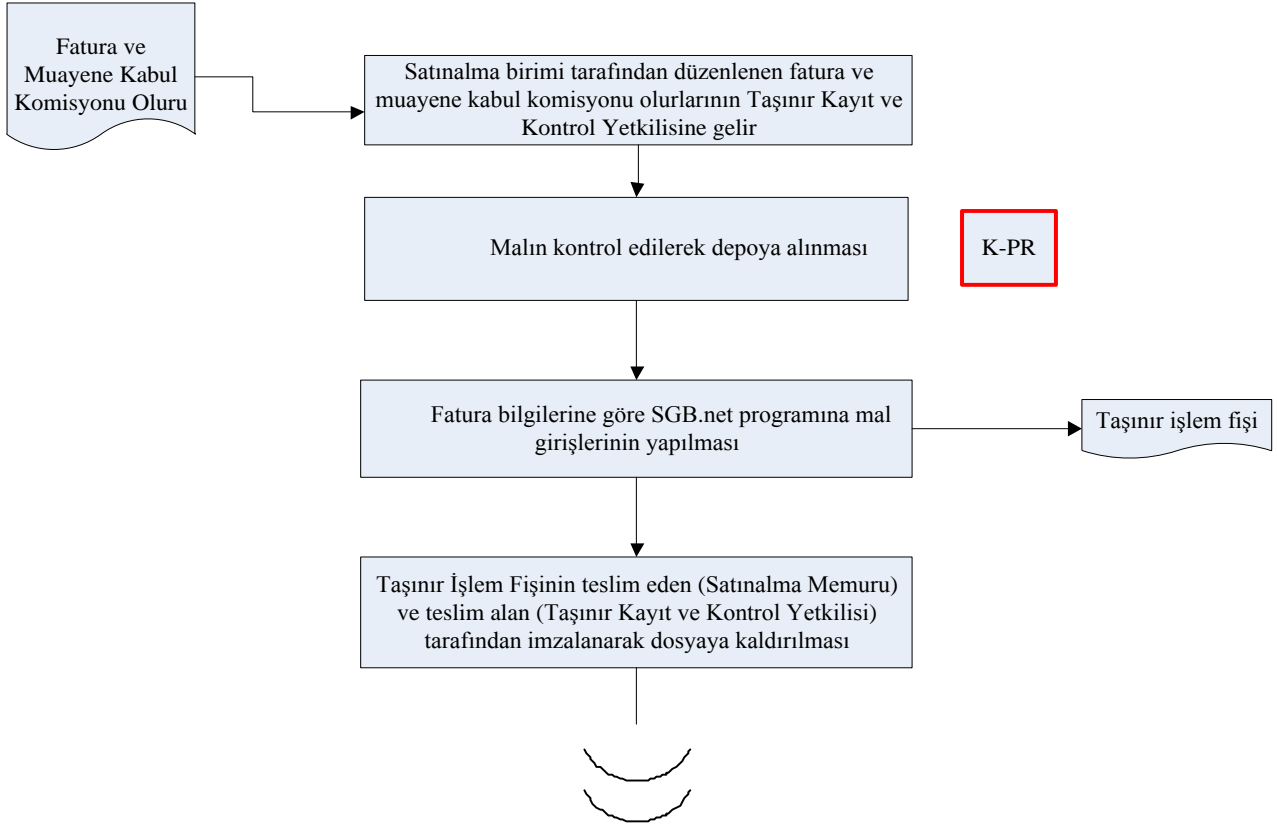 Fatura ve
Muayene Kabul
Komisyonu Oluru
Satınalma birimi tarafından düzenlenen fatura ve
muayene kabul komisyonu olurlarının Taşınır Kayıt ve
Kontrol Yetkilisine gelir
Malın kontrol edilerek depoya alınması
K-PR
Fatura bilgilerine göre SGB.net programına mal
girişlerinin yapılması
Taşınır işlem fişi
Taşınır İşlem Fişinin teslim eden (Satınalma Memuru)
ve teslim alan (Taşınır Kayıt ve Kontrol Yetkilisi)
tarafından imzalanarak dosyaya kaldırılması